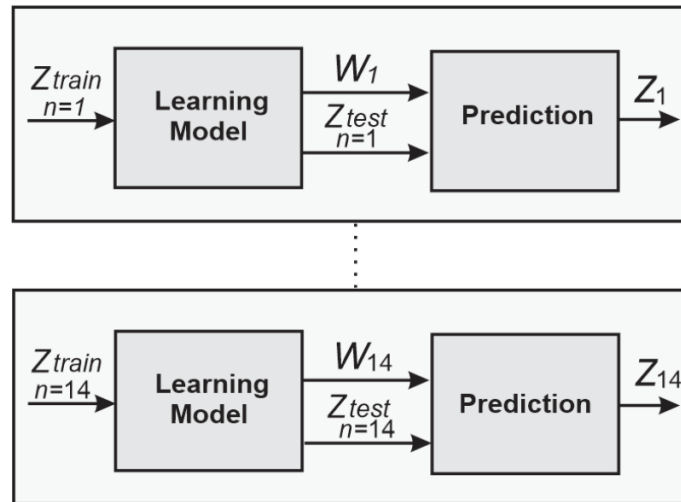 Ztrain
n=1
Learning
Model
W1
Ztest
n=1
Prediction
Z1
Ztrain
n=14
Learning
Model
W14
Ztest
n=14
Prediction
Z14